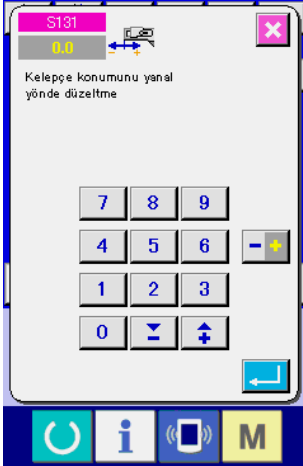 S131
0.0
- +
Kelepçe konumunu yanal
yönde düzeltme
7 8 9
4 5 6 - +
1 2 3
0
i M